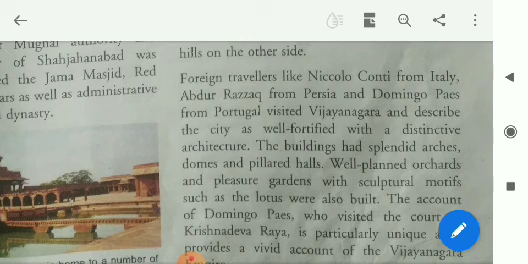 r Mughal
of Shahjahanabad was
ed the Jama Masjid, Red
ars as well as administrative
dynasty.
home to a number of
hills on the other side.
Foreign travellers like Niccolo Conti from Italy,
Abdur Razzaq from Persia and Domingo Paes
from Portugal visited Vijayanagara and describe
the city as well-fortified with a distinctive
architecture. The buildings had splendid arches,
domes and pillared halls. Well-planned orchards
and pleasure gardens with sculptural motifs
such as the lotus were also built. The account
of Domingo Paes, who visited the court
Krishnadeva Raya, is particularly unique
provides a vivid account of the Vijayanagara